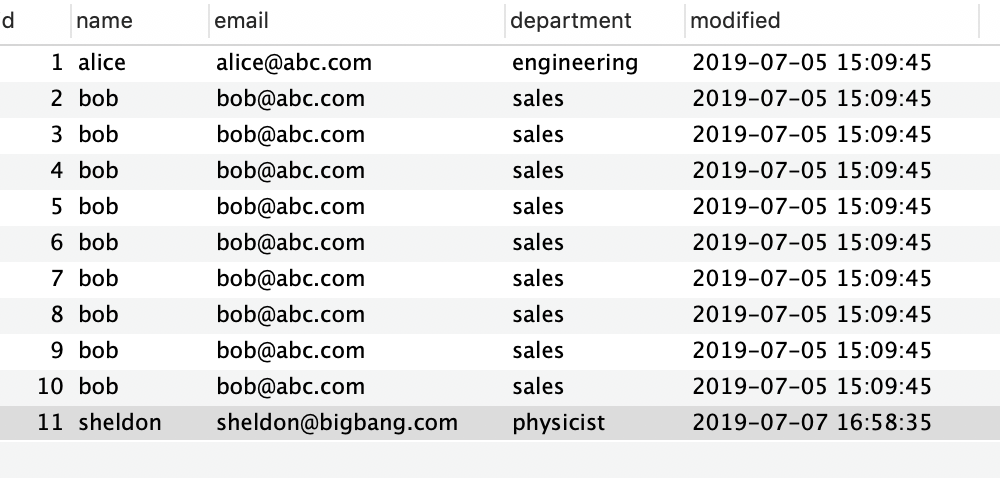 d name email department modified
1 alice alice@abc.com engineering 2019-07-05 15:09:45
2 bob bob@abc.com sales 2019-07-05 15:09:45
3 bob bob@abc.com sales 2019-07-05 15:09:45
4 bob bob@abc.com sales 2019-07-05 15:09:45
5 bob bob@abc.com sales 2019-07-05 15:09:45
6 bob bob@abc.com sales 2019-07-05 15:09:45
7 bob bob@abc.com sales 2019-07-05 15:09:45
8 bob bob@abc.com sales 2019-07-05 15:09:45
9 bob bob@abc.com sales 2019-07-05 15:09:45
10 bob bob@abc.com sales 2019-07-05 15:09:45
11 sheldon sheldon@bigbang.com physicist 2019-07-07 16:58:35